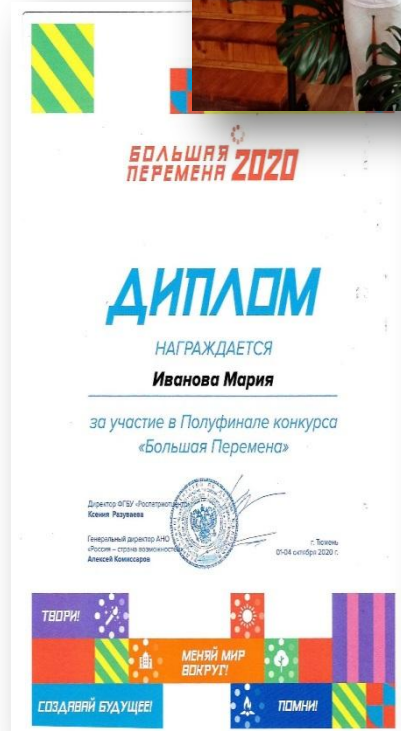 БОЛЬШАЯ
ПЕРЕМЕНА 2020
ДИПЛОМ
НАГРАЖДАЕТСЯ
Иванова Мария
за участие в Полуфинале конкурса
«Большая Перемена»
Директор ФГБУ «Роспатриотцентр»
Ксения Разуваева
Генеральный директор АНО
«Россия – страна возможностей»
Алексей Комиссаров
г. Тюмень
01-04 октября 2020 г.
ТВОРИ!
МЕНЯЙ МИР
ВОКРУГ!
СОЗДАВАЙ БУДУЩЕЕ!
ПОМНИ!